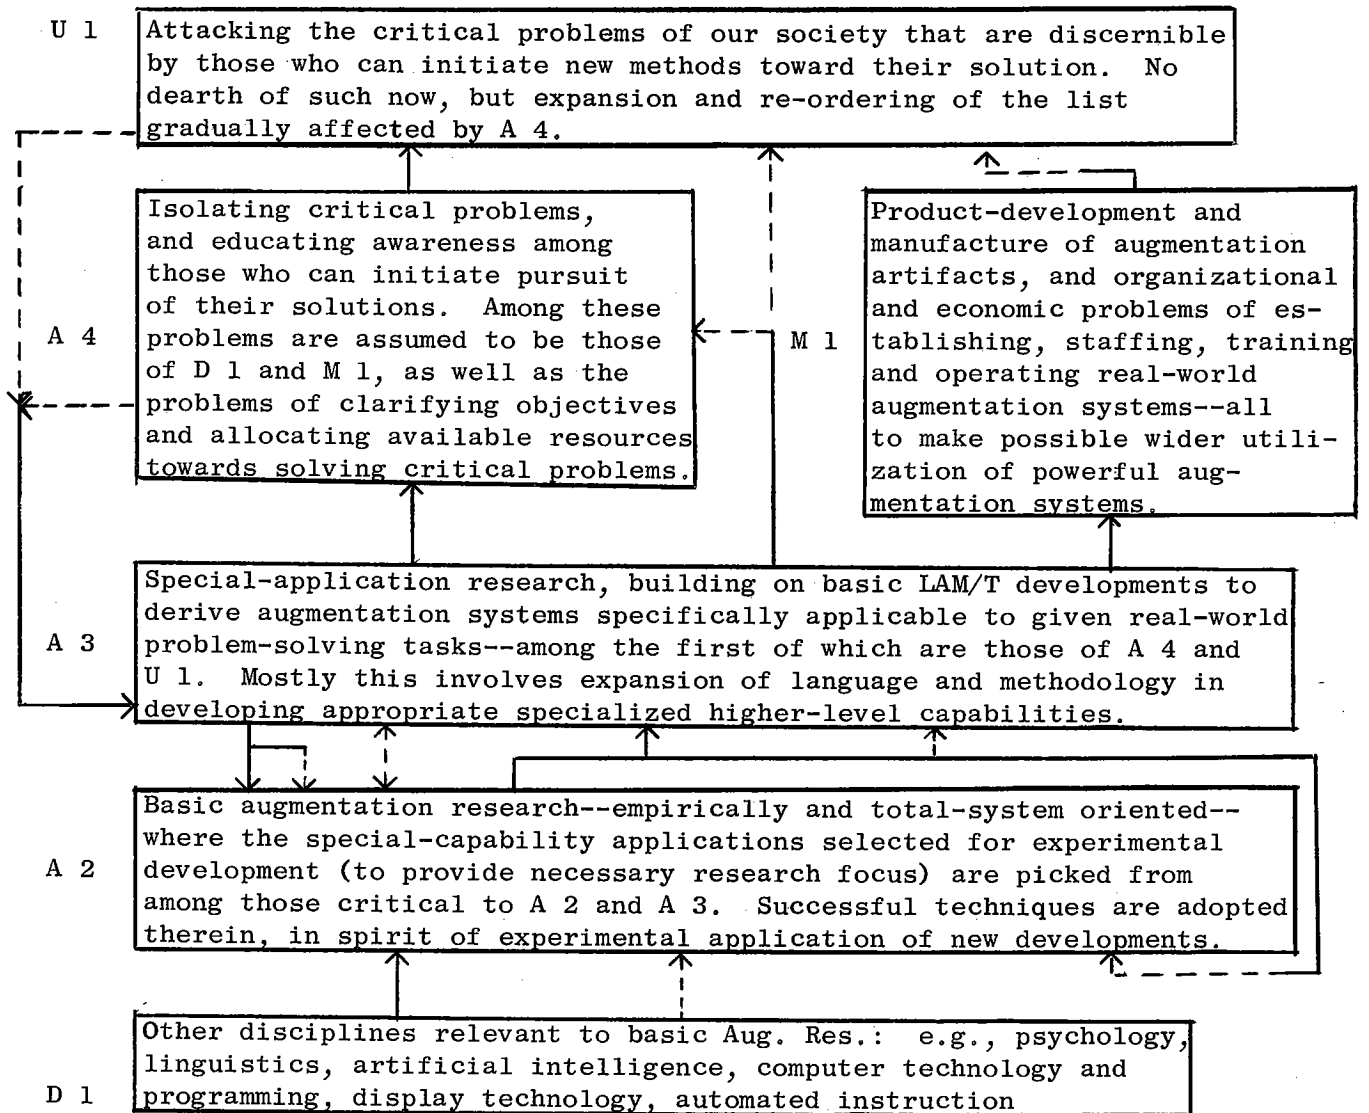 U 1
Attacking the critical problems of our society that are discernible
by those who can initiate new methods toward their solution. No
dearth of such now, but expansion and re-ordering of the list
gradually affected by A 4.
A 4
Isolating critical problems,
and educating awareness among
those who can initiate pursuit
of their solutions. Among these
problems are assumed to be those
of D 1 and M 1, as well as the
problems of clarifying objectives
and allocating available resources
towards solving critical problems.
M 1
Product-development and
manufacture of augmentation
artifacts, and organizational
and economic problems of es-
tablishing, staffing, training
and operating real-world
augmentation systems--all
to make possible wider utili-
zation of powerful aug-
mentation systems.
A 3
Special-application research, building on basic LAM/T developments to
derive augmentation systems specifically applicable to given real-world
problem-solving tasks--among the first of which are those of A 4 and
U 1. Mostly this involves expansion of language and methodology in
developing appropriate specialized higher-level capabilities.
A 2
Basic augmentation research--empirically and total-system oriented--
where the special-capability applications selected for experimental
development (to provide necessary research focus) are picked from
among those critical to A 2 and A 3. Successful techniques are adopted
therein, in spirit of experimental application of new developments.
D 1
Other disciplines relevant to basic Aug. Res.: e.g., psychology,
linguistics, artificial intelligence, computer technology and
programming, display technology, automated instruction